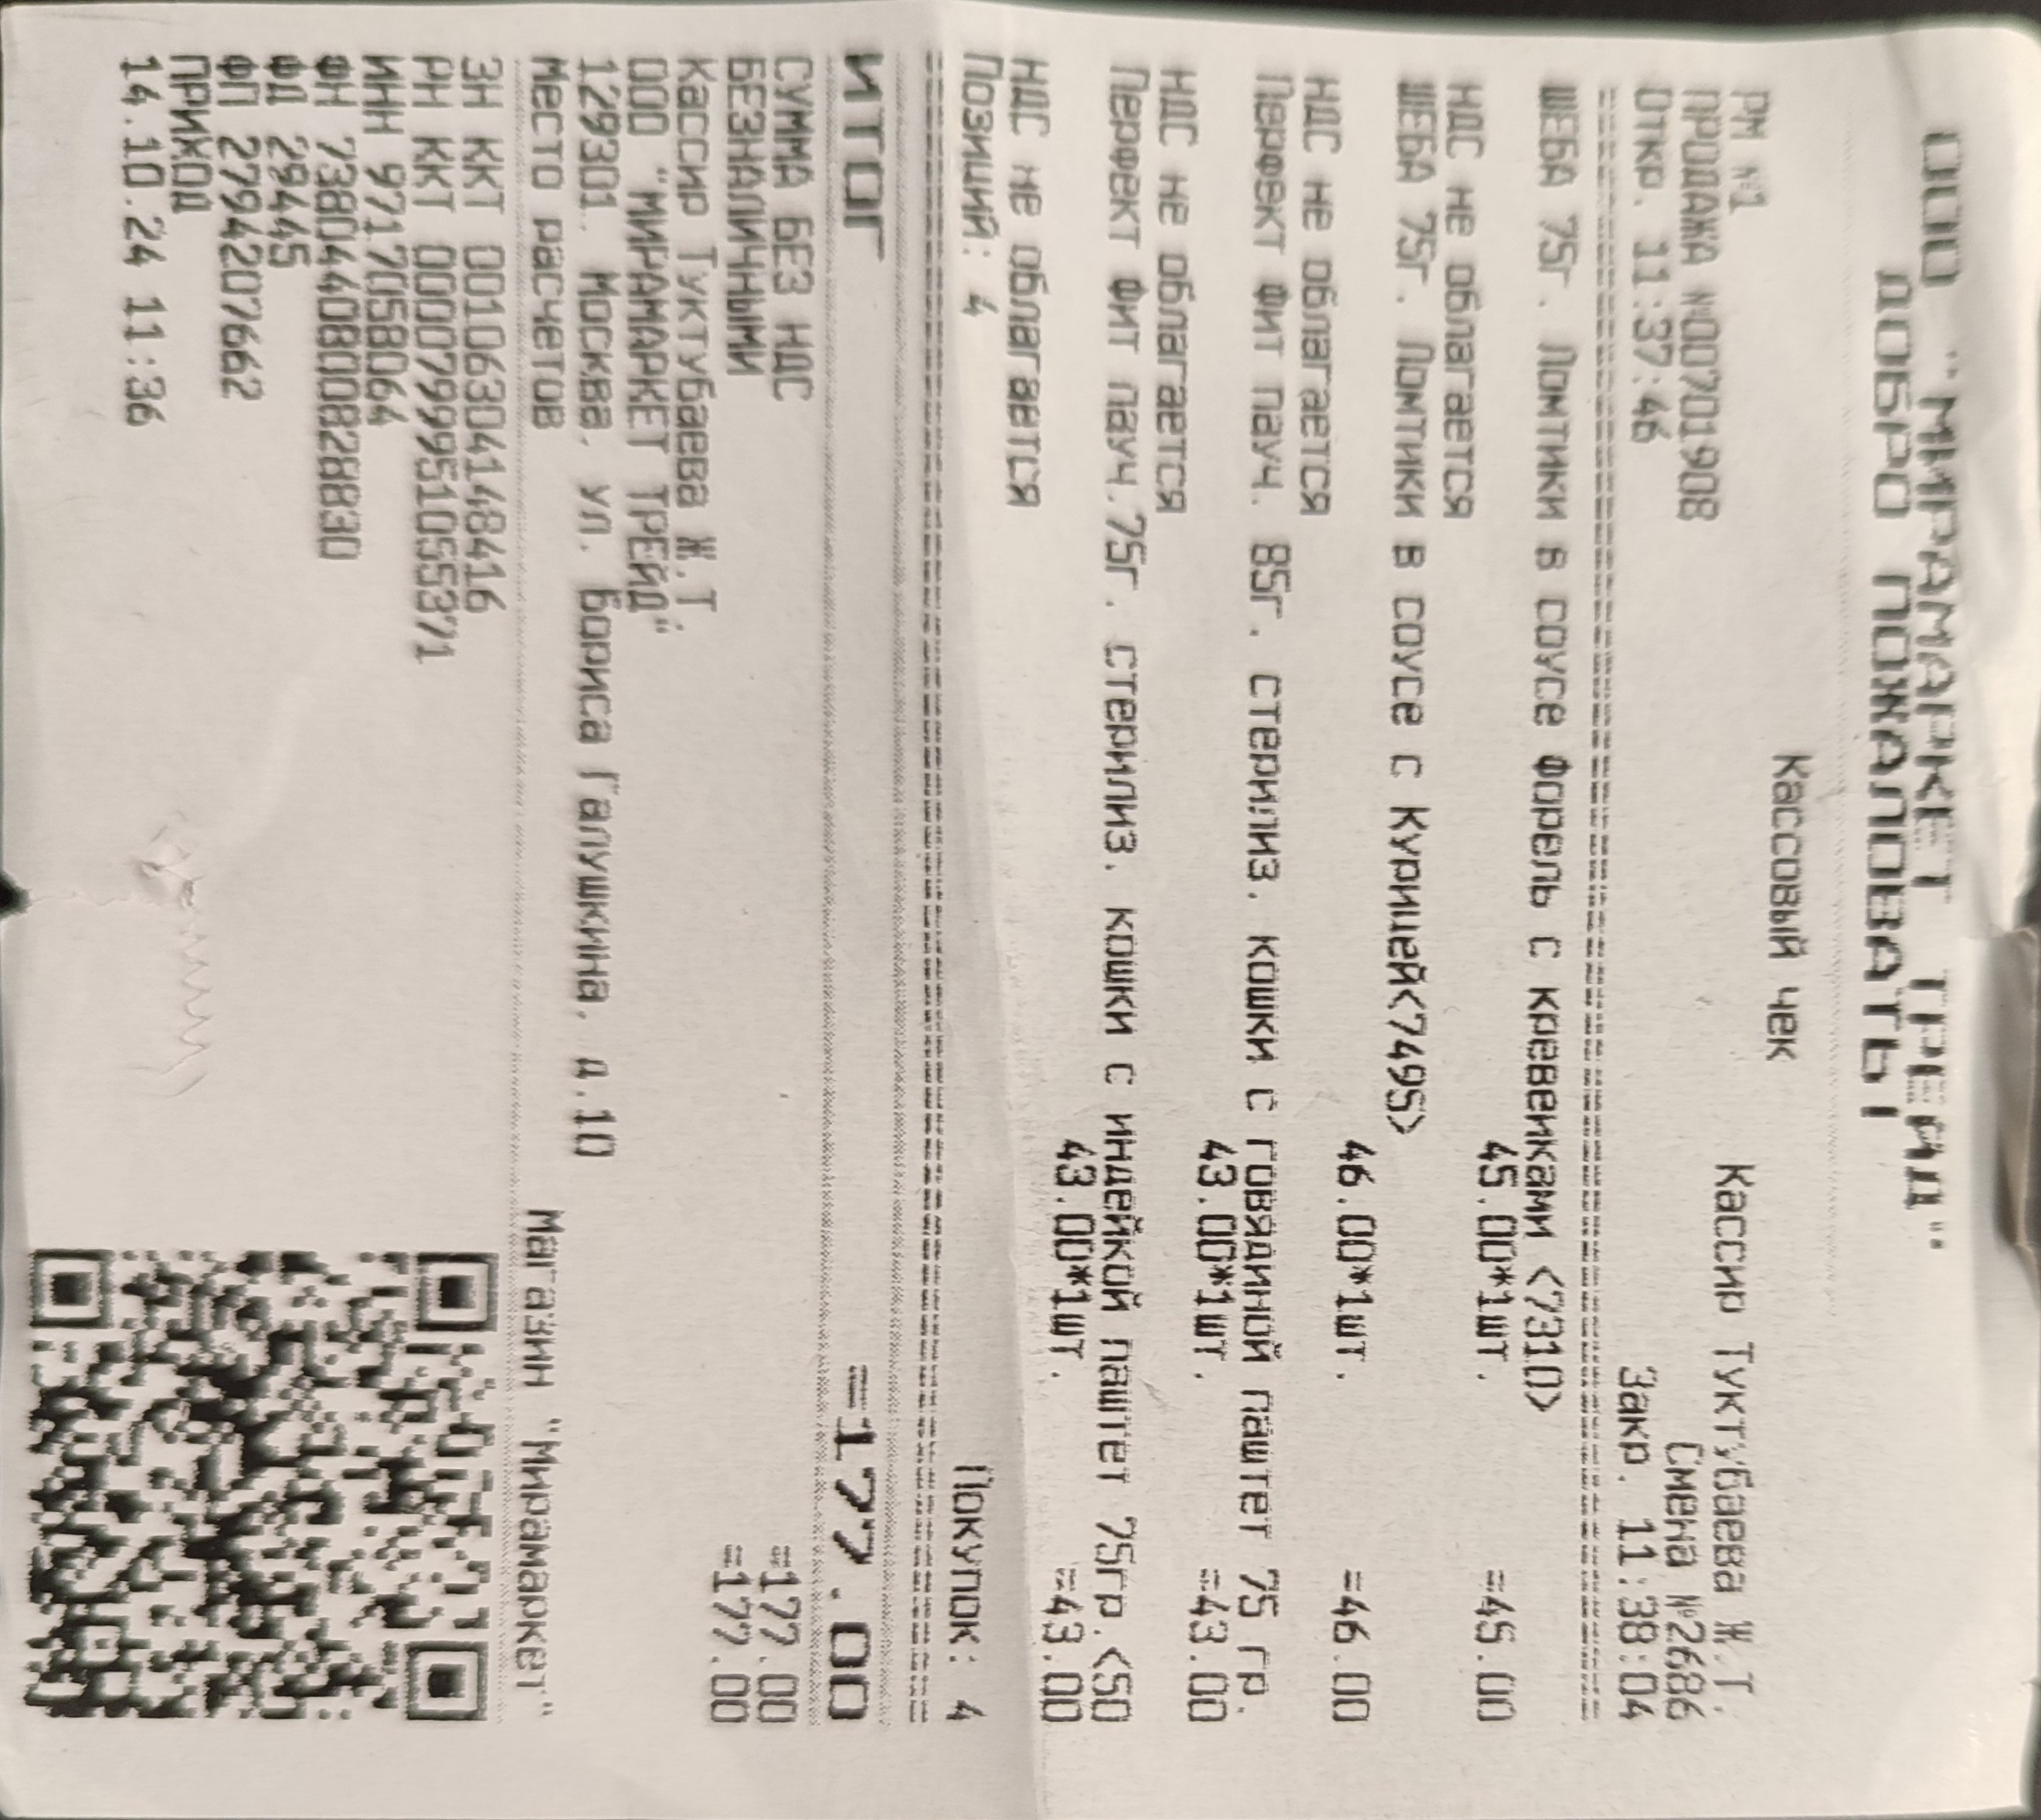 ООО "МИРАМАРКЕТ ТРЕЙД".
ДОБРО ПОЖАЛОВАТЬ!
Кассовый чек
РМ №1 Кассир Туктубаева Ж.Т.
ПРОДАЖА №00701908 Смена №2686
Откр. 11:37:46 Закр. 11:38:04
ШЕБА 75г. Ломтики в соусе Форель с креветками <7310>
45.00*1шт. =45.00
НДС не облагается
ШЕБА 75г. Ломтики в соусе с Курицей<7495>
46.00*1шт. =46.00
НДС не облагается
Перфект Фит пауч. 85г. стерилиз. кошки с говядиной паштет 75 гр.
43.00*1шт. =43.00
НДС не облагается
Перфект Фит пауч.75г. стерилиз. кошки с индейкой паштет 75гр.<50
43.00*1шт. =43.00
НДС не облагается
Позиций: 4 Покупок: 4
ИТОГ =177.00
СУММА БЕЗ НДС =177.00
БЕЗНАЛИЧНЫМИ =177.00
Кассир Туктубаева Ж.Т.
ООО "МИРАМАРКЕТ ТРЕЙД"
129301. Москва. ул. Бориса Галушкина. д.10
Место расчетов Магазин "Мирамаркет"
ЗН ККТ 00106304148416
РН ККТ 0000799951055371
ИНН 9717058064
ФН 7380440800828830
ФД 29445
ФП 2794207662
ПРИХОД
14.10.24 11:36